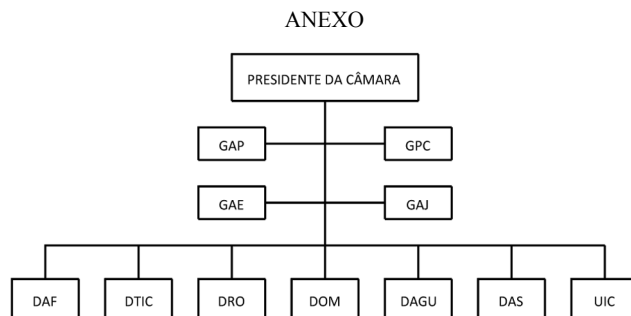 ANEXO
PRESIDENTE DA CÂMARA
GAP GPC
GAE GAJ
DAF DTIC DRO DOM DAGU DAS UIC